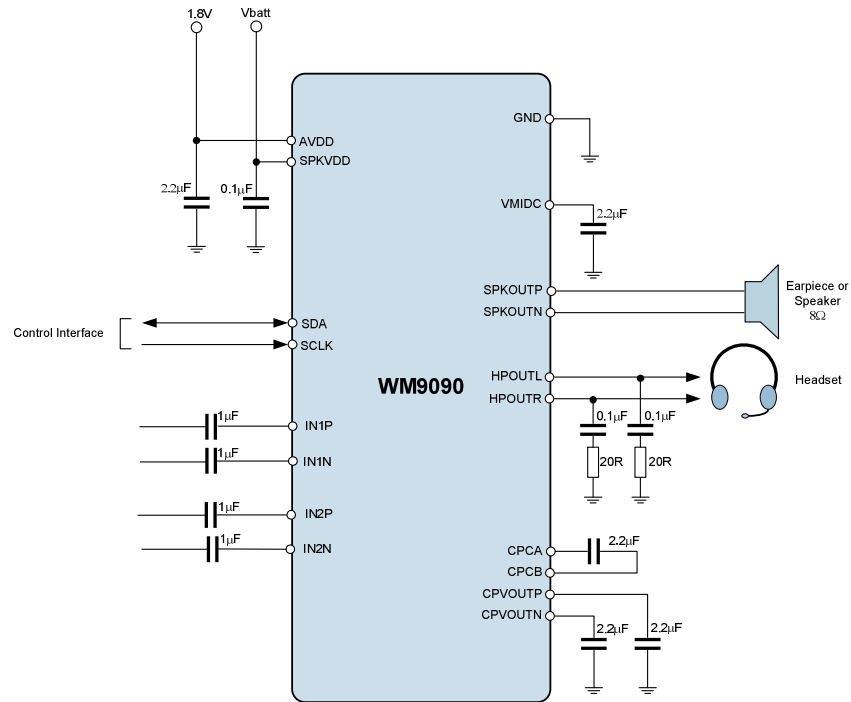 1.8V
Vbatt
AVDD
SPKVDD
2.2μF
0.1μF
GND
VMIDC
2.2μF
SPKOUTP
SPKOUTN
Earpiece or
Speaker
8Ω
Control Interface
SDA
SCLK
WM9090
HPOUTL
HPOUTR
Headset
0.1μF
0.1μF
20R
20R
1μF
IN1P
1μF
IN1N
1μF
IN2P
1μF
IN2N
CPCA
2.2μF
CPCB
CPVOUTP
CPVOUTN
2.2μF
2.2μF